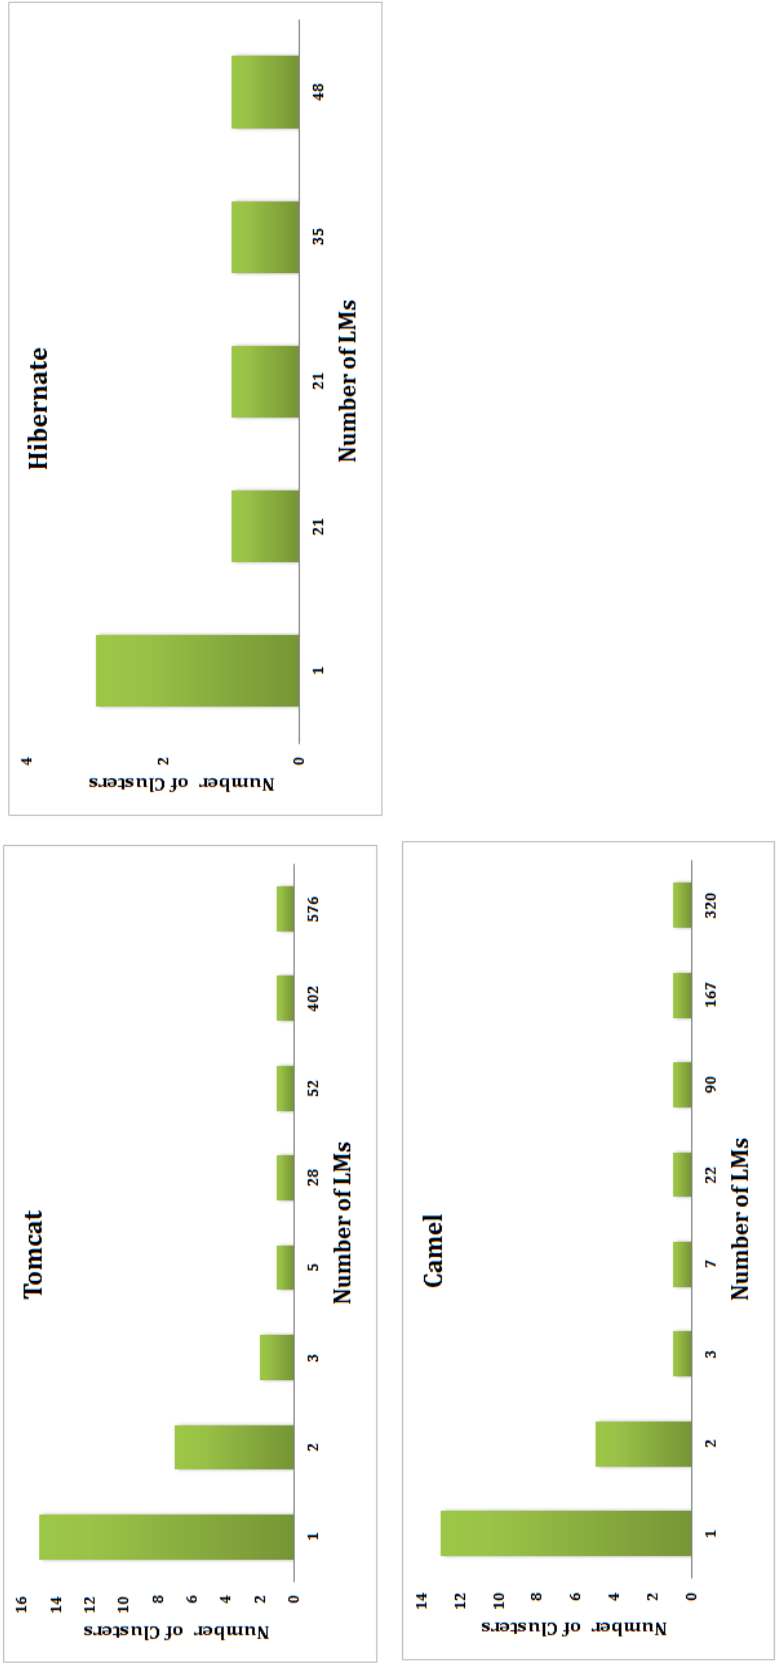 Tomcat
Number of Clusters
16
14
12
10
8
6
4
2
0
1 2 3 5 28 52 402 576
Number of LMs
Hibernate
Number of Clusters
4
2
0
1 21 21 35 48
Number of LMs
Camel
Number of Clusters
14
12
10
8
6
4
2
0
1 2 3 7 22 90 167 320
Number of LMs